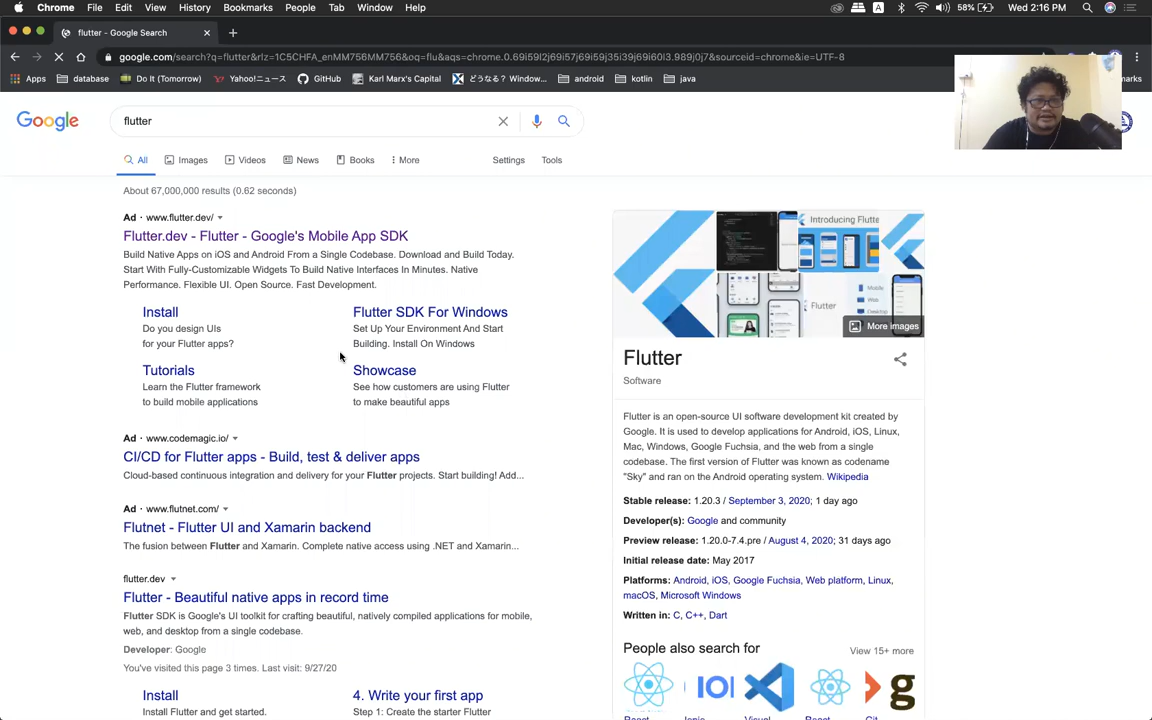 Chrome File Edit View History Bookmarks People Tab Window Help
A 58% Wed 2:16 PM
flutter - Google Search
google.com/search?q=flutter&rlz=1C5CHFA_enMM756MM756&oq=flu&aqs=chrome.0.69i59l2j69i57j69i59j35i39j69i60l3.989j0j7&sourceid=chrome&ie=UTF-8
Apps database Do It (Tomorrow) Yahoo!ニュース GitHub Karl Marx's Capital どうなる? Window... android kotlin java
Google
flutter
All Images Videos News Books More Settings Tools
About 67,000,000 results (0.62 seconds)
Ad · www.flutter.dev/
Flutter.dev - Flutter - Google's Mobile App SDK
Build Native Apps on iOS and Android From a Single Codebase. Download and Build Today.
Start With Fully-Customizable Widgets To Build Native Interfaces In Minutes. Native
Performance. Flexible UI. Open Source. Fast Development.
Install
Do you design UIs
for your Flutter apps?
Flutter SDK For Windows
Set Up Your Environment And Start
Building. Install On Windows
Tutorials
Learn the Flutter framework
to build mobile applications
Showcase
See how customers are using Flutter
to make beautiful apps
Ad · www.codemagic.io/
CI/CD for Flutter apps - Build, test & deliver apps
Cloud-based continuous integration and delivery for your Flutter projects. Start building! Add...
Ad · www.flutnet.com/
Flutnet - Flutter UI and Xamarin backend
The fusion between Flutter and Xamarin. Complete native access using .NET and Xamarin...
flutter.dev
Flutter - Beautiful native apps in record time
Flutter SDK is Google's UI toolkit for crafting beautiful, natively compiled applications for mobile,
web, and desktop from a single codebase.
Developer: Google
You've visited this page 3 times. Last visit: 9/27/20
Install
Install Flutter and get started.
4. Write your first app
Step 1: Create the starter Flutter
Introducing Flutte
Flutter
Mobile
Web
Desktop
More images
Flutter
Software
Flutter is an open-source UI software development kit created by
Google. It is used to develop applications for Android, iOS, Linux,
Mac, Windows, Google Fuchsia, and the web from a single
codebase. The first version of Flutter was known as codename
"Sky" and ran on the Android operating system. Wikipedia
Stable release: 1.20.3 / September 3, 2020; 1 day ago
Developer(s): Google and community
Preview release: 1.20.0-7.4.pre / August 4, 2020; 31 days ago
Initial release date: May 2017
Platforms: Android, iOS, Google Fuchsia, Web platform, Linux,
macOS, Microsoft Windows
Written in: C, C++, Dart
People also search for View 15+ more